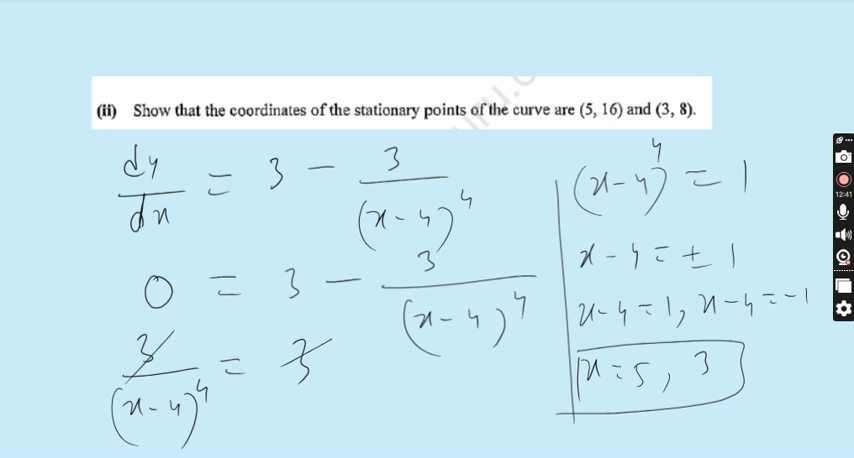 (ii) Show that the coordinates of the stationary points of the curve are (5, 16) and (3, 8).
dy/dx = 3 - 3/(x-4)^4
0 = 3 - 3/(x-4)^4
3/(x-4)^4 = 3
(x-4)^4 = 1
x-4 = ± 1
x-4 = 1, x-4 = -1
x = 5, 3
12:41